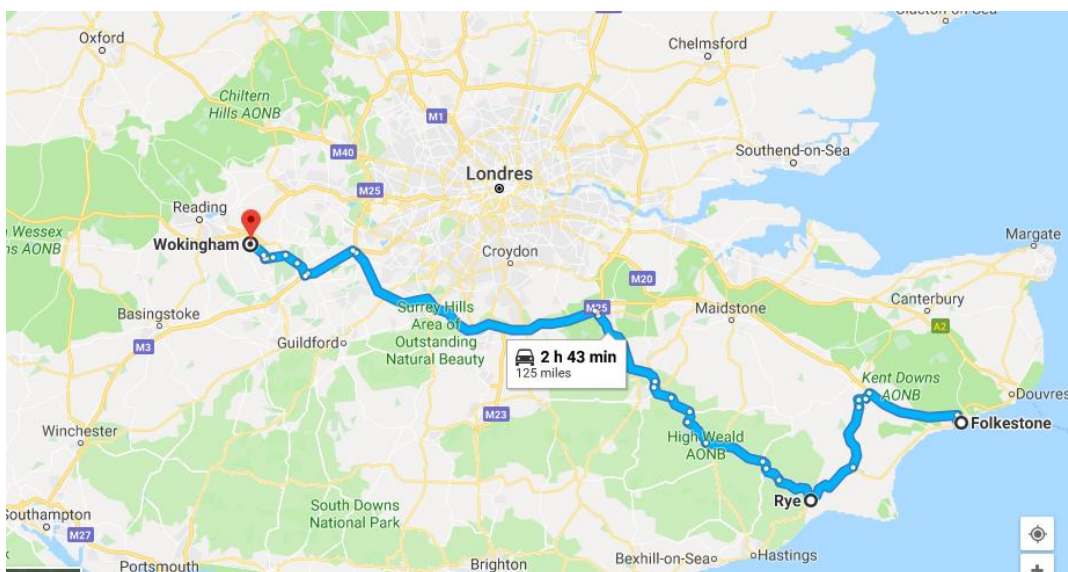 Clacton-on-Sea
Oxford
Chelmsford
Chiltern
Hills AONB
M1
M40
Southend-on-Sea
Londres
M25
Reading
Wessex
ns AONB
Wokingham
Margate
Croydon
M20
Canterbury
Basingstoke
Surrey Hills
Area of
Outstanding
Natural Beauty
M25
Maidstone
A2
M3
Guildford
2 h 43 min
125 miles
Kent Downs
AONB
Douvres
M23
Folkestone
Winchester
High Weald
AONB
Rye
South Downs
National Park
Southampton
M27
Portsmouth
Brighton
Bexhill-on-Sea
Hastings